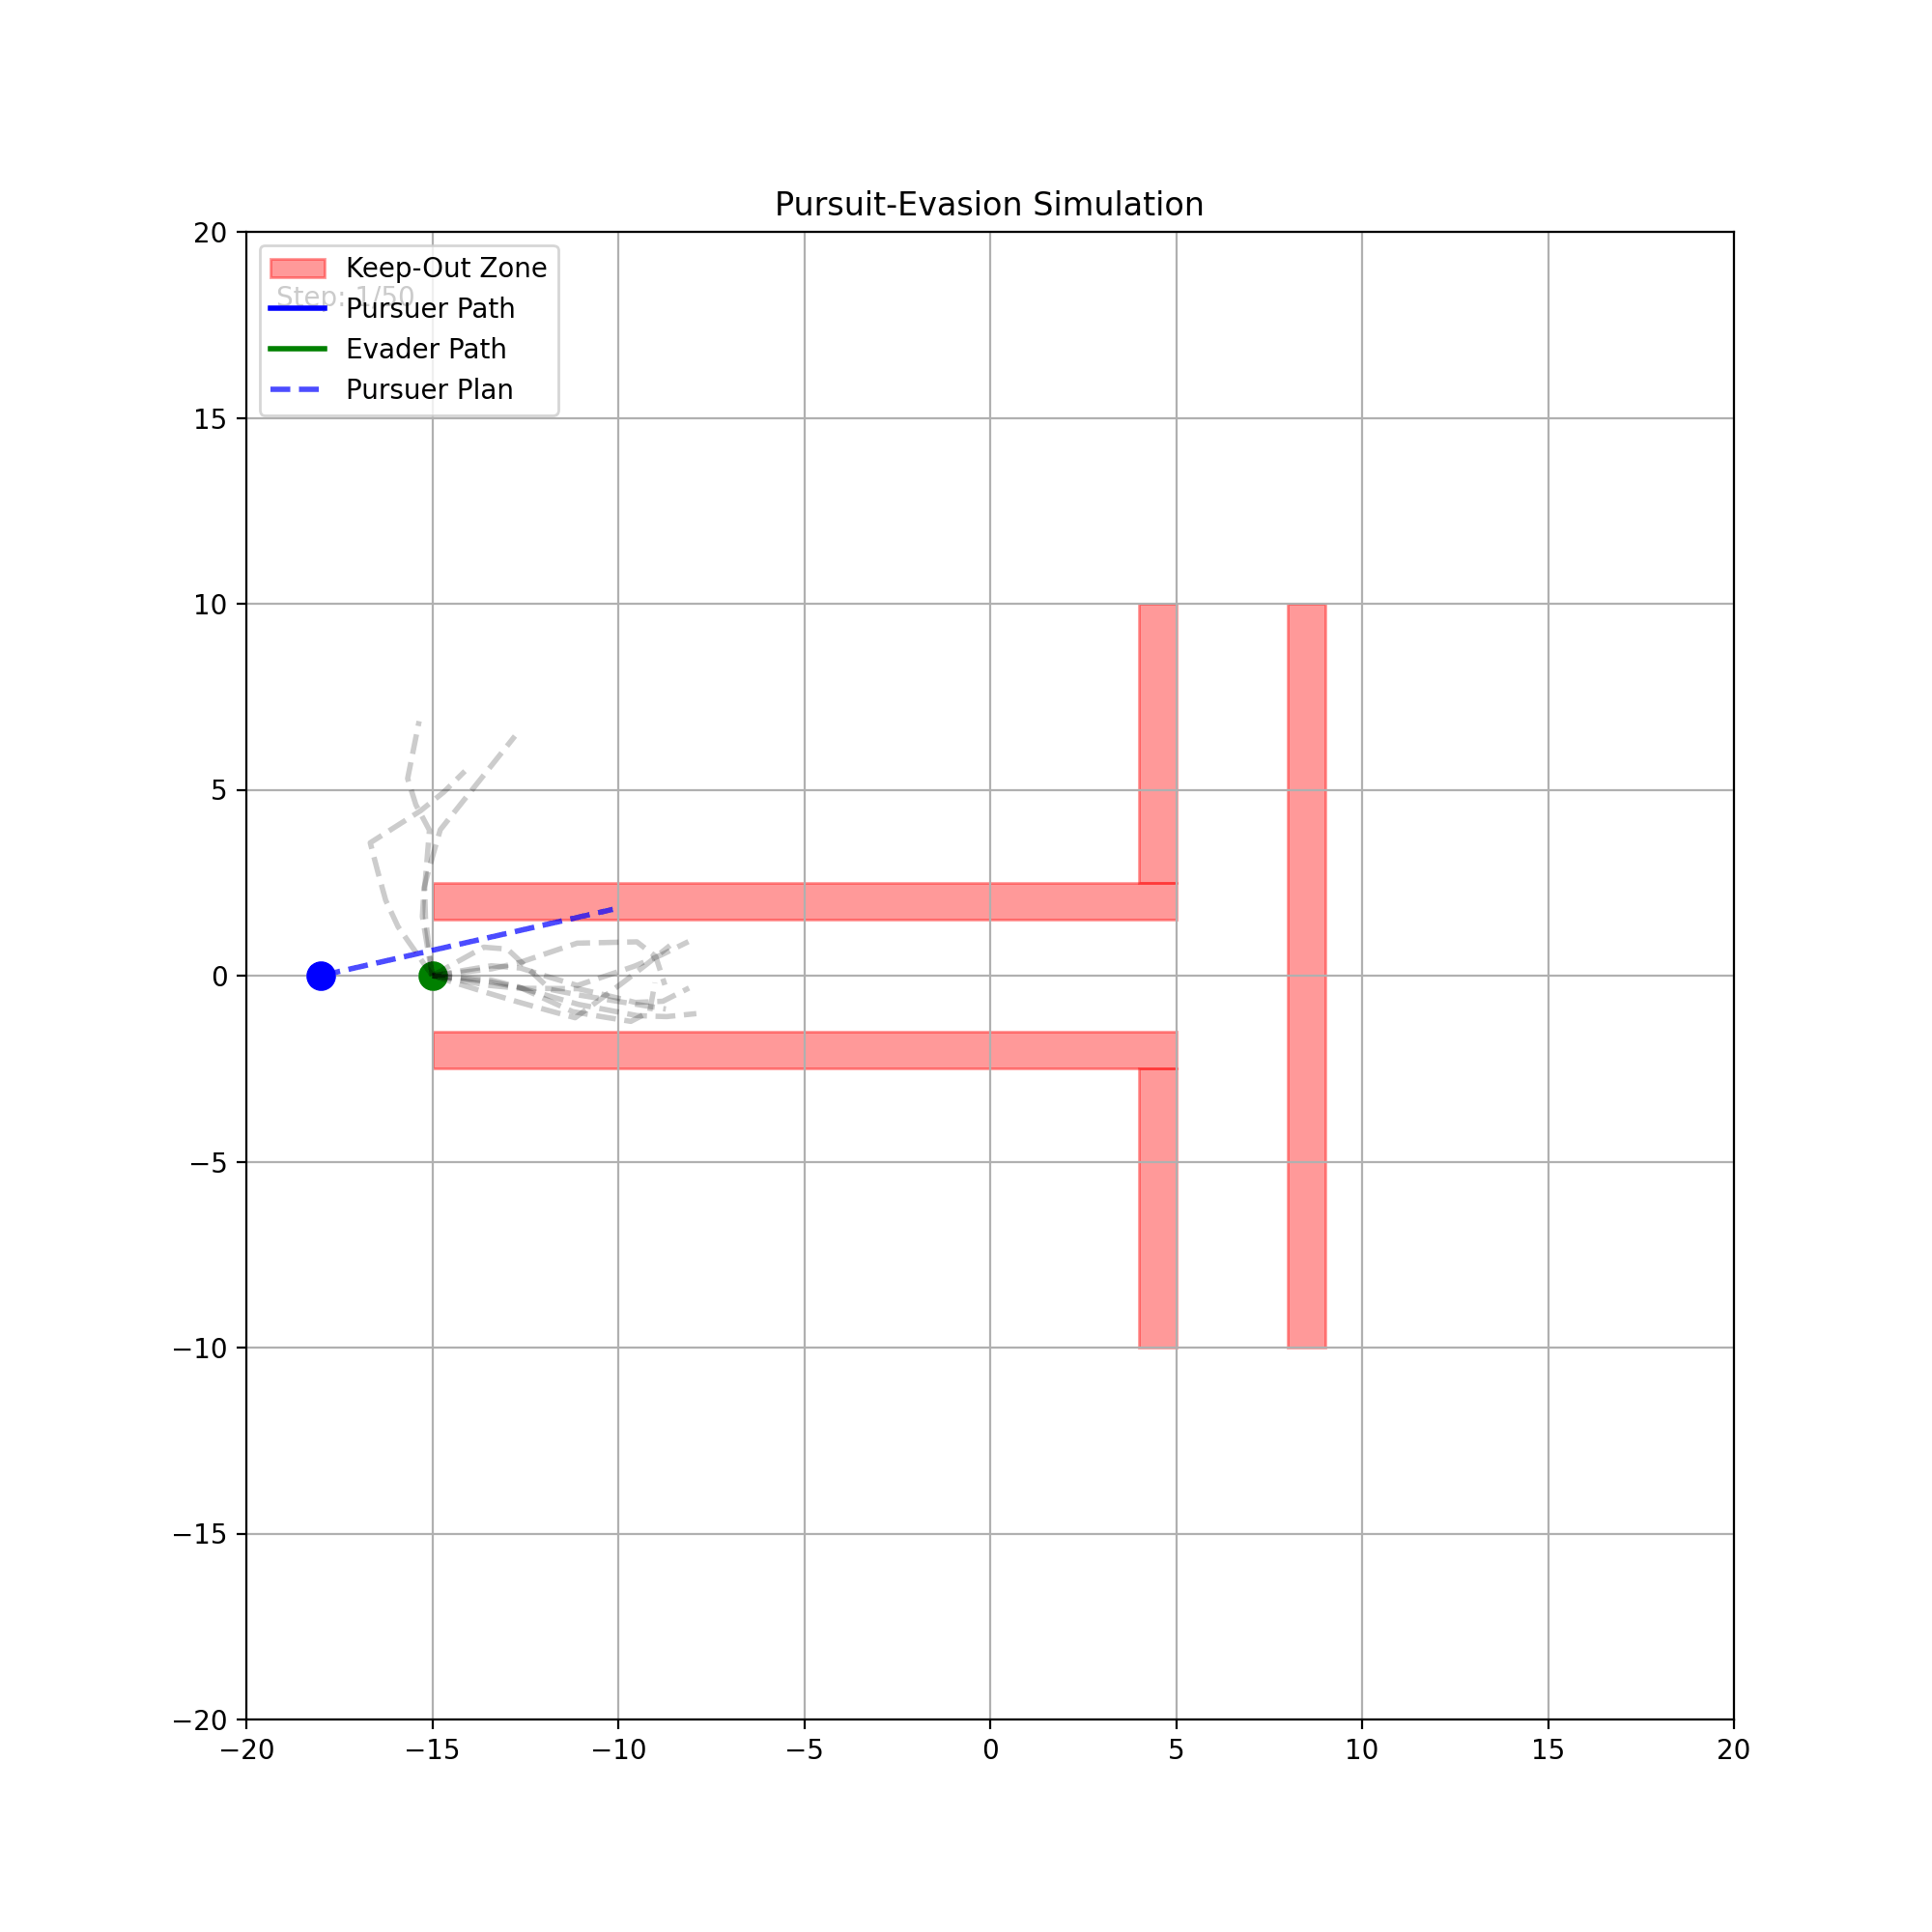 Pursuit-Evasion Simulation
20
15
10
5
0
−5
−10
−15
−20
Keep-Out Zone
Step: 1/50
Pursuer Path
Evader Path
Pursuer Plan
−20 −15 −10 −5 0 5 10 15 20